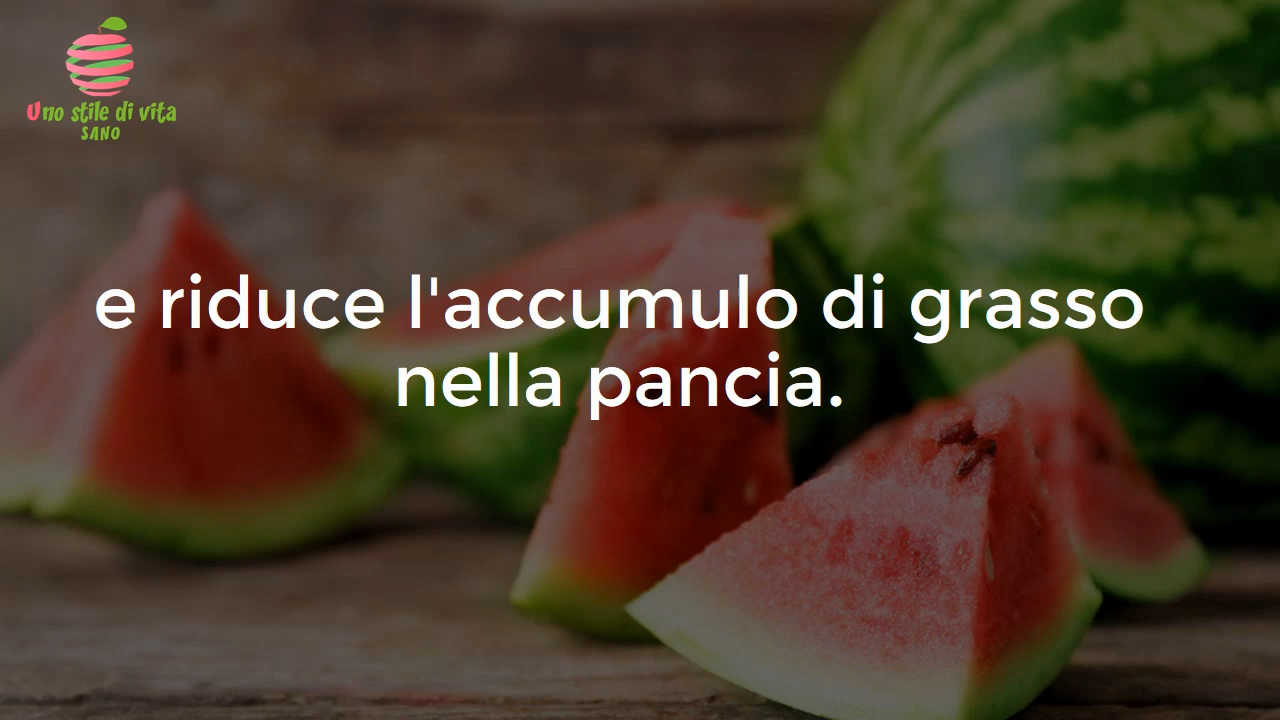 Uno stile di vita
SANO
e riduce l'accumulo di grasso
nella pancia.